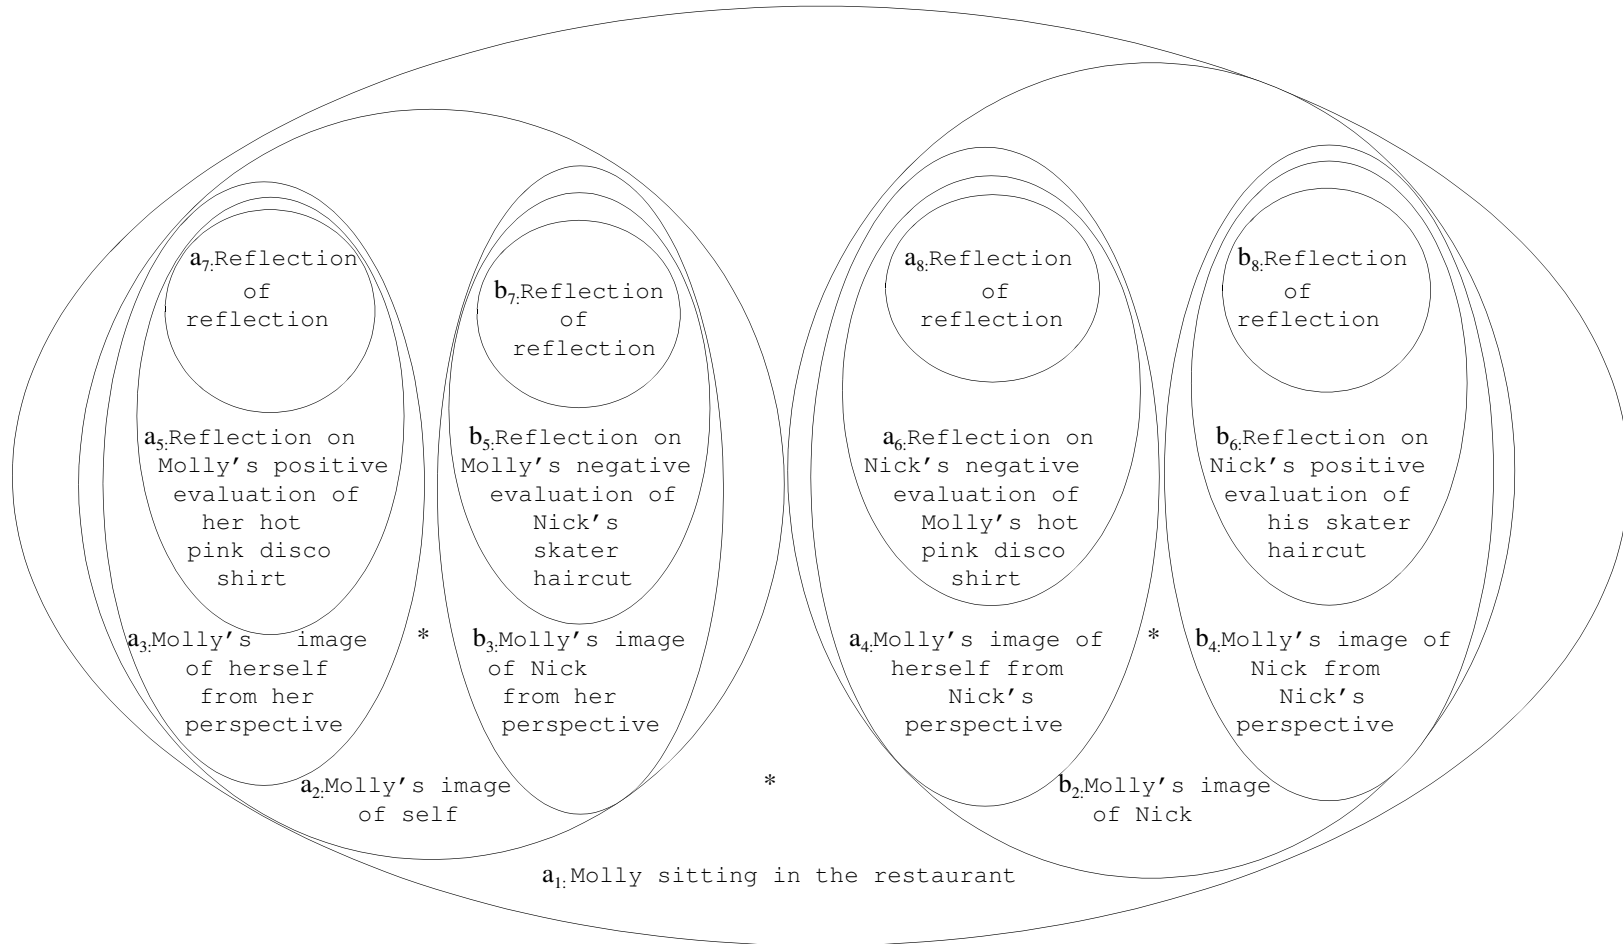 a7:Reflection
of
reflection
b7:Reflection
of
reflection
a8:Reflection
of
reflection
b8:Reflection
of
reflection
a5:Reflection on
Molly's positive
evaluation of
her hot
pink disco
shirt
b5:Reflection on
Molly's negative
evaluation of
Nick's
skater
haircut
a6:Reflection on
Nick's negative
evaluation of
Molly's hot
pink disco
shirt
b6:Reflection on
Nick's positive
evaluation of
his skater
haircut
a3:Molly's image
of herself
from her
perspective
*
b3:Molly's image
of Nick
from her
perspective
a4:Molly's image of
herself from
Nick's
perspective
*
b4:Molly's image of
Nick from
Nick's
perspective
a2:Molly's image
of self
*
b2:Molly's image
of Nick
a1:Molly sitting in the restaurant